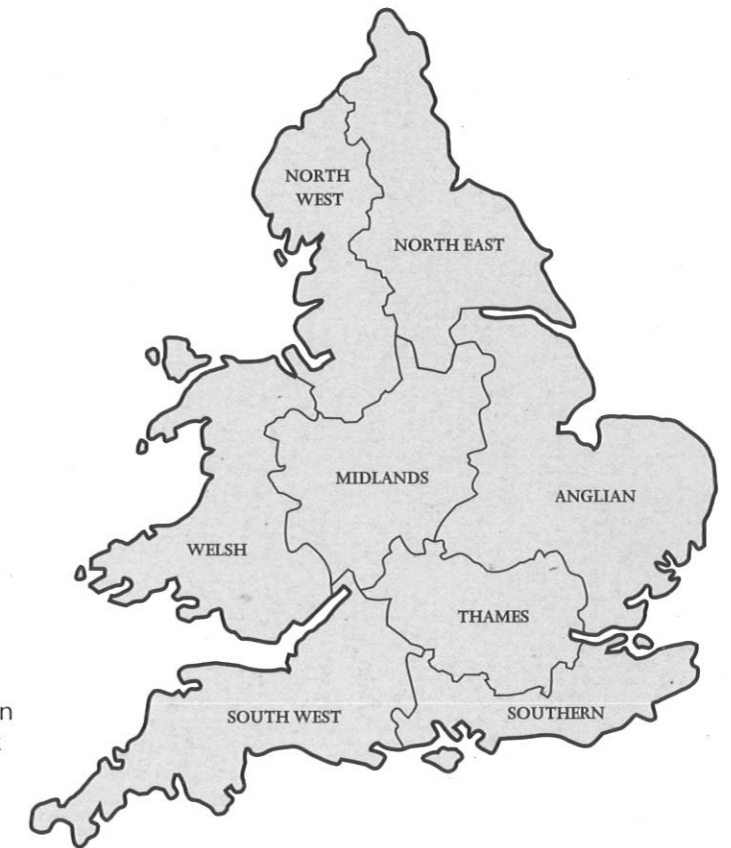 NORTH
WEST
NORTH EAST
MIDLANDS
ANGLIAN
WELSH
THAMES
SOUTH WEST
SOUTHERN
n